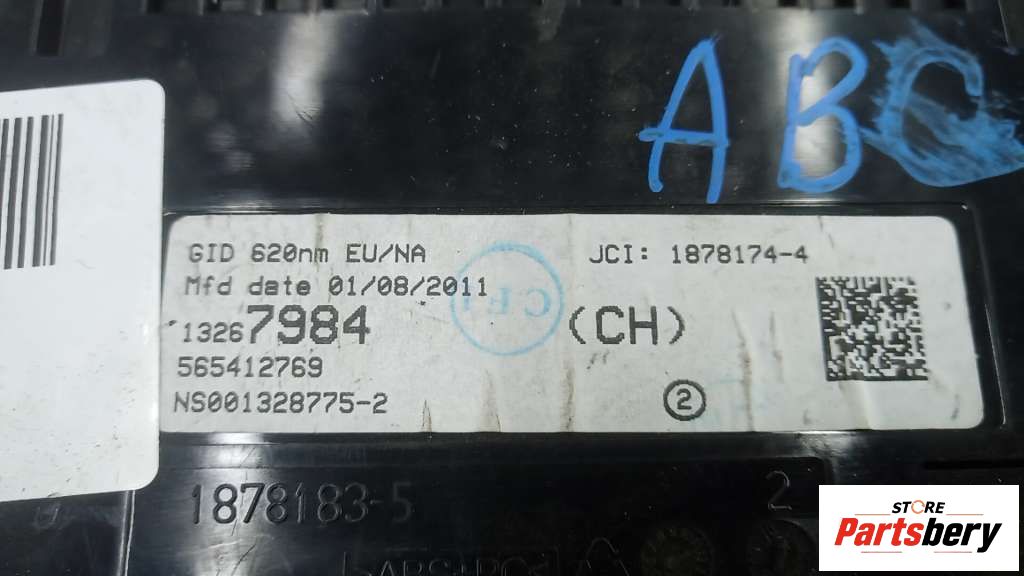 ABC
GID 620nm EU/NA
JCI: 1878174-4
Mfd date 01/08/2011
13267984
(CH)
565412769
NS001328775-2
2
1878183-5
2
STORE
Partsbery